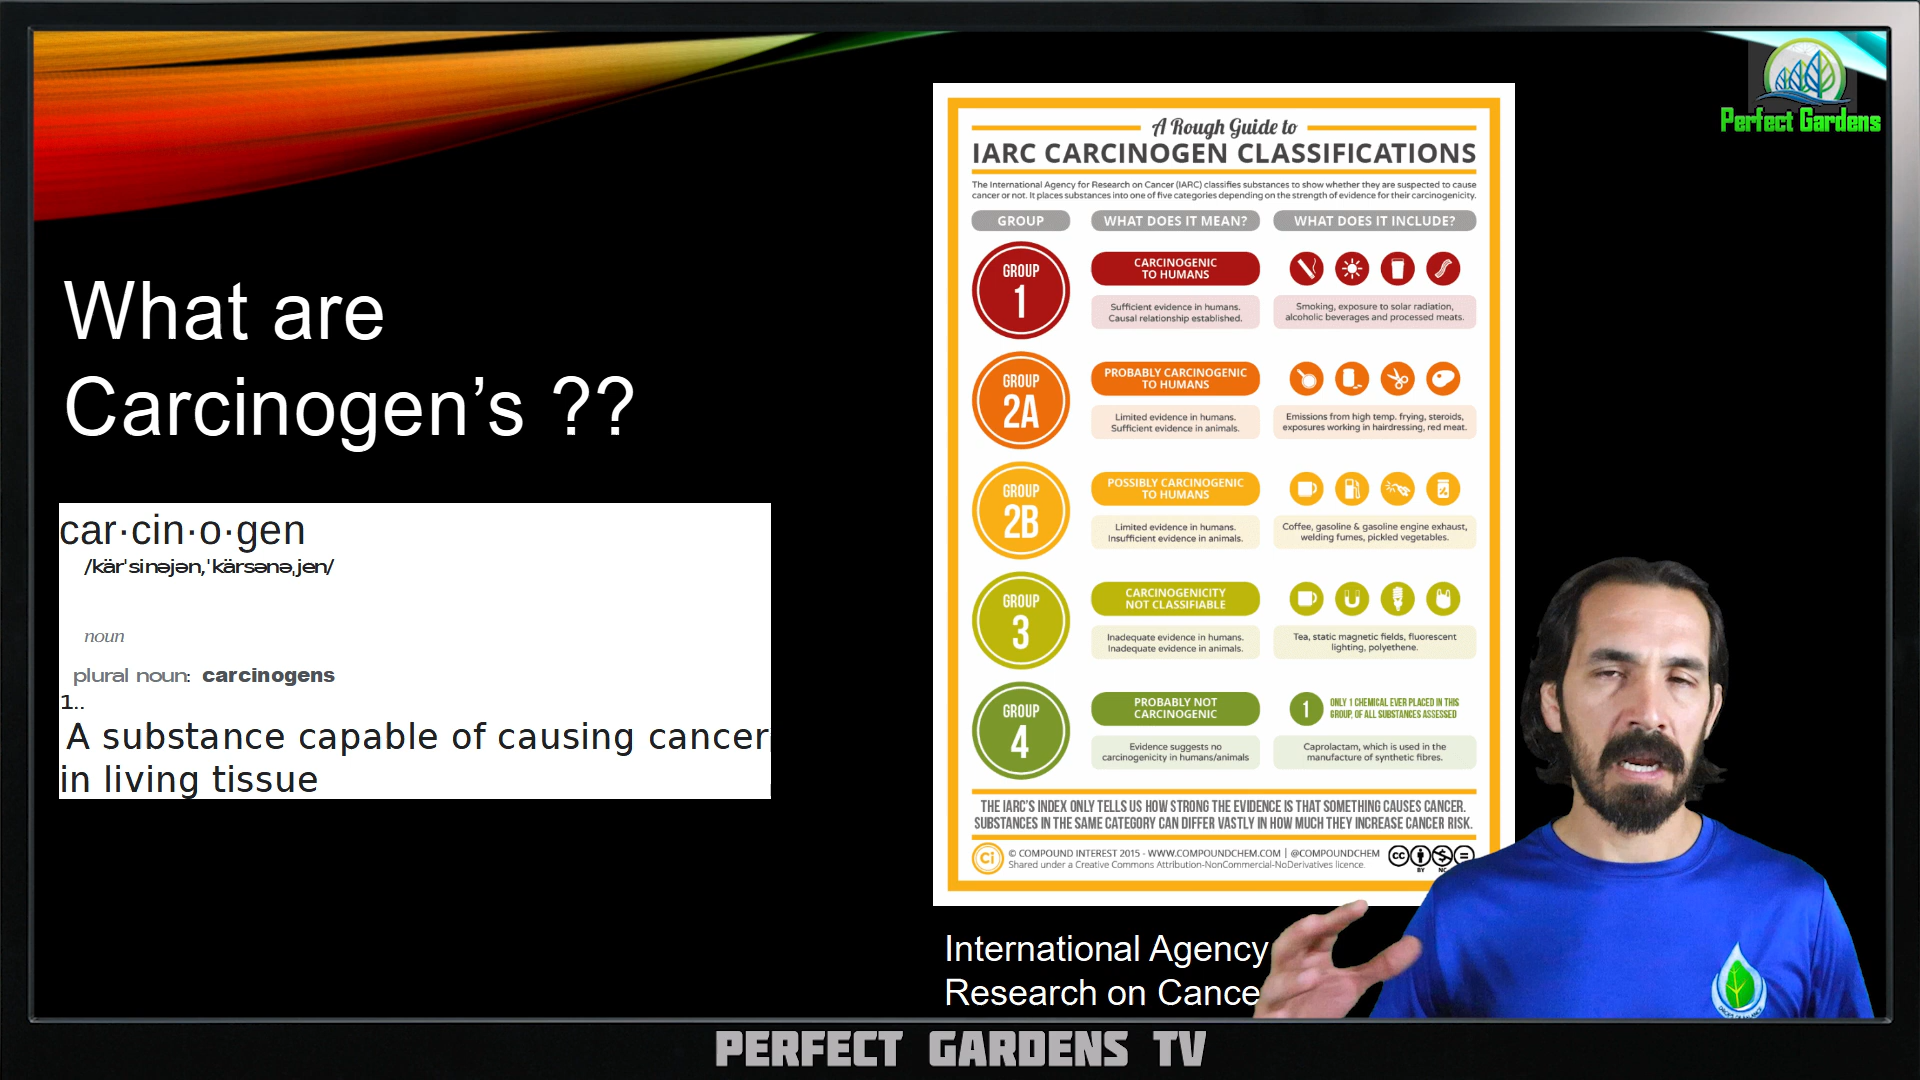 Perfect Gardens
What are
Carcinogen's ??
car·cin·o·gen
/kär'sinəjən,'kärsənəˌjen/
noun
plural noun: carcinogens
1..
A substance capable of causing cancer
in living tissue
A Rough Guide to
IARC CARCINOGEN CLASSIFICATIONS
The International Agency for Research on Cancer (IARC) classifies substances to show whether they are suspected to cause
cancer or not. It places substances into one of five categories depending on the strength of evidence for their carcinogenicity.
GROUP
WHAT DOES IT MEAN?
WHAT DOES IT INCLUDE?
GROUP
1
CARCINOGENIC
TO HUMANS
Sufficient evidence in humans.
Causal relationship established.
Smoking, exposure to solar radiation,
alcoholic beverages and processed meats.
GROUP
2A
PROBABLY CARCINOGENIC
TO HUMANS
Limited evidence in humans.
Sufficient evidence in animals.
Emissions from high temp. frying, steroids,
exposures working in hairdressing, red meat.
GROUP
2B
POSSIBLY CARCINOGENIC
TO HUMANS
Limited evidence in humans.
Insufficient evidence in animals.
Coffee, gasoline & gasoline engine exhaust,
welding fumes, pickled vegetables.
GROUP
3
CARCINOGENICITY
NOT CLASSIFIABLE
Inadequate evidence in humans.
Inadequate evidence in animals.
Tea, static magnetic fields, fluorescent
lighting, polyethene.
GROUP
4
PROBABLY NOT
CARCINOGENIC
Evidence suggests no
carcinogenicity in humans/animals
1
ONLY 1 CHEMICAL EVER PLACED IN THIS
GROUP, OF ALL SUBSTANCES ASSESSED
Caprolactam, which is used in the
manufacture of synthetic fibres.
THE IARC'S INDEX ONLY TELLS US HOW STRONG THE EVIDENCE IS THAT SOMETHING CAUSES CANCER.
SUBSTANCES IN THE SAME CATEGORY CAN DIFFER VASTLY IN HOW MUCH THEY INCREASE CANCER RISK.
Ci
© COMPOUND INTEREST 2015 - WWW.COMPOUNDCHEM.COM | @COMPOUNDCHEM
Shared under a Creative Commons Attribution-NonCommercial-NoDerivatives licence.
CC
BY NC
International Agency
Research on Cance
PERFECT GARDENS TV